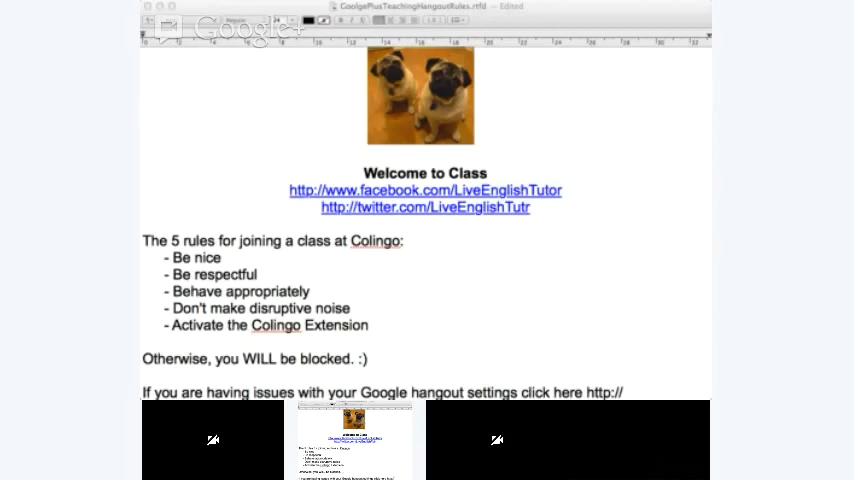 GoolgePlusTeachingHangoutRules.rtfd — Edited
Google+
Welcome to Class
http://www.facebook.com/LiveEnglishTutor
http://twitter.com/LiveEnglishTutr
The 5 rules for joining a class at Colingo:
- Be nice
- Be respectful
- Behave appropriately
- Don't make disruptive noise
- Activate the Colingo Extension
Otherwise, you WILL be blocked. :)
If you are having issues with your Google hangout settings click here http://